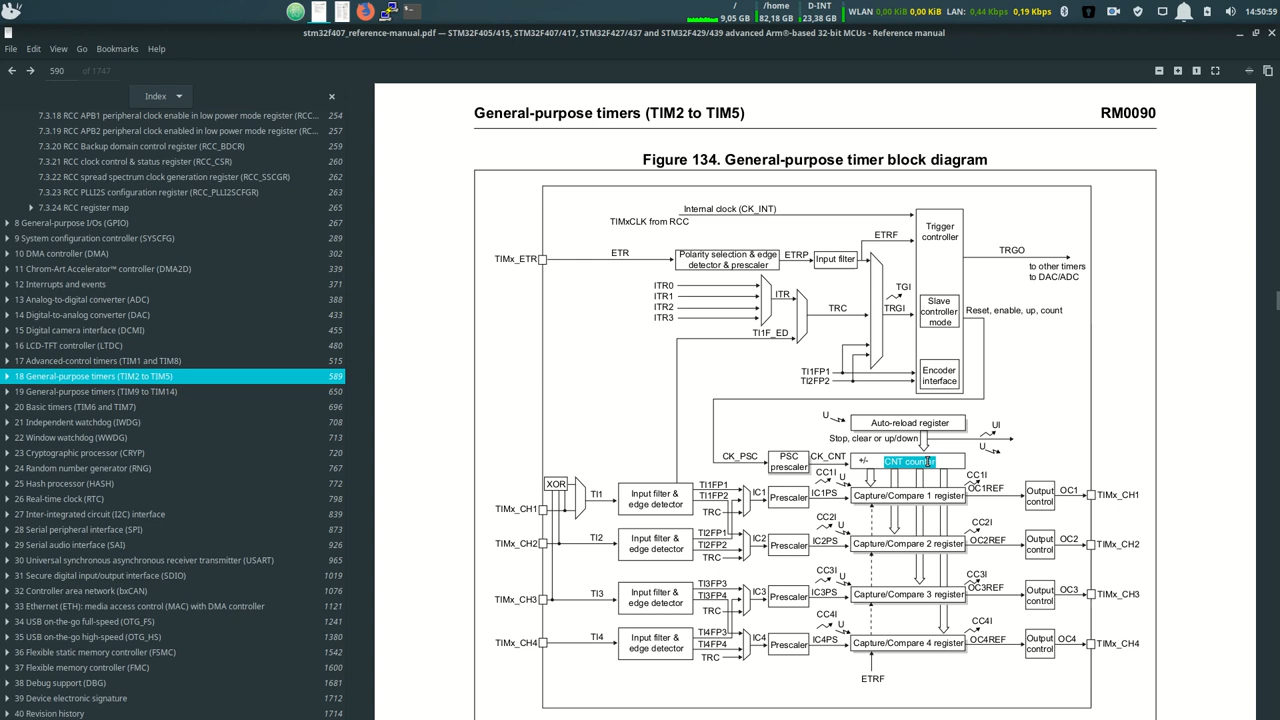 /
9,05 GB
/home
82,18 GB
D-INT
23,38 GB
WLAN 0,00 KiB 0,00 KiB
LAN: 0,44 Kbps 0,19 Kbps
14:50:59
stm32f407_reference-manual.pdf — STM32F405/415, STM32F407/417, STM32F427/437 and STM32F429/439 advanced Arm®-based 32-bit MCUs - Reference manual
File Edit View Go Bookmarks Help
590 of 1747
Index
7.3.18 RCC APB1 peripheral clock enable in low power mode register (RCC... 254
7.3.19 RCC APB2 peripheral clock enabled in low power mode register (RC... 257
7.3.20 RCC Backup domain control register (RCC_BDCR) 259
7.3.21 RCC clock control & status register (RCC_CSR) 260
7.3.22 RCC spread spectrum clock generation register (RCC_SSCGR) 262
7.3.23 RCC PLLI2S configuration register (RCC_PLLI2SCFGR) 263
7.3.24 RCC register map 265
8 General-purpose I/Os (GPIO) 267
9 System configuration controller (SYSCFG) 289
10 DMA controller (DMA) 302
11 Chrom-Art Accelerator™ controller (DMA2D) 339
12 Interrupts and events 371
13 Analog-to-digital converter (ADC) 388
14 Digital-to-analog converter (DAC) 433
15 Digital camera interface (DCMI) 455
16 LCD-TFT controller (LTDC) 480
17 Advanced-control timers (TIM1 and TIM8) 515
18 General-purpose timers (TIM2 to TIM5) 589
19 General-purpose timers (TIM9 to TIM14) 650
20 Basic timers (TIM6 and TIM7) 696
21 Independent watchdog (IWDG) 708
22 Window watchdog (WWDG) 713
23 Cryptographic processor (CRYP) 720
24 Random number generator (RNG) 767
25 Hash processor (HASH) 772
26 Real-time clock (RTC) 798
27 Inter-integrated circuit (I2C) interface 839
28 Serial peripheral interface (SPI) 873
29 Serial audio interface (SAI) 926
30 Universal synchronous asynchronous receiver transmitter (USART) 965
31 Secure digital input/output interface (SDIO) 1019
32 Controller area network (bxCAN) 1076
33 Ethernet (ETH): media access control (MAC) with DMA controller 1121
34 USB on-the-go full-speed (OTG_FS) 1241
35 USB on-the-go high-speed (OTG_HS) 1380
36 Flexible static memory controller (FSMC) 1542
37 Flexible memory controller (FMC) 1600
38 Debug support (DBG) 1681
39 Device electronic signature 1712
40 Revision history 1714
General-purpose timers (TIM2 to TIM5) RM0090
Figure 134. General-purpose timer block diagram
Internal clock (CK_INT)
TIMxCLK from RCC
Trigger
controller
ETRF
TIMx_ETR
ETR
Polarity selection & edge
detector & prescaler
ETRP
Input filter
TRGO
to other timers
to DAC/ADC
ITR0
ITR1
ITR2
ITR3
ITR
TGI
TRC
TRGI
Slave
controller
mode
Reset, enable, up, count
TI1F_ED
TI1FP1
TI2FP2
Encoder
interface
U
Auto-reload register
UI
Stop, clear or up/down
U
CK_PSC
PSC
prescaler
CK_CNT
+/- CNT counter
XOR
TI1
Input filter &
edge detector
TI1FP1
TI1FP2
TRC
IC1
Prescaler
IC1PS
CC1I
U
Capture/Compare 1 register
CC1I
OC1REF
Output
control
OC1
TIMx_CH1
TIMx_CH1
TIMx_CH2
TI2
Input filter &
edge detector
TI2FP1
TI2FP2
TRC
IC2
Prescaler
IC2PS
CC2I
U
Capture/Compare 2 register
CC2I
OC2REF
Output
control
OC2
TIMx_CH2
TIMx_CH3
TI3
Input filter &
edge detector
TI3FP3
TI3FP4
TRC
IC3
Prescaler
IC3PS
CC3I
U
Capture/Compare 3 register
CC3I
OC3REF
Output
control
OC3
TIMx_CH3
TIMx_CH4
TI4
Input filter &
edge detector
TI4FP3
TI4FP4
TRC
IC4
Prescaler
IC4PS
CC4I
U
Capture/Compare 4 register
CC4I
OC4REF
Output
control
OC4
TIMx_CH4
ETRF